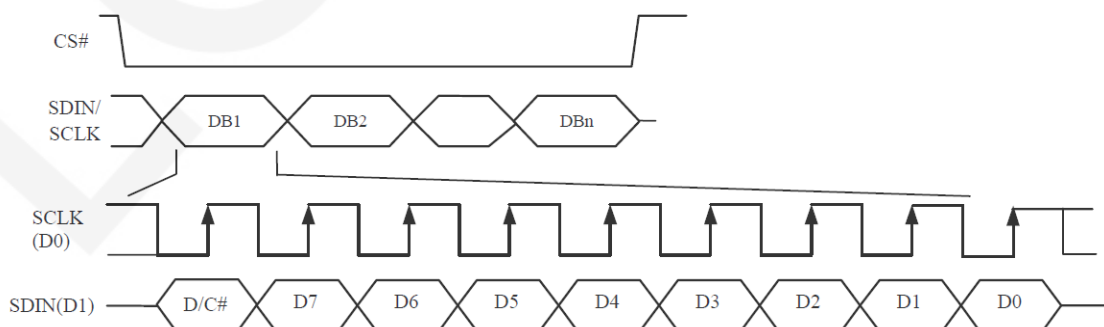 CS#
SDIN/
SCLK
DB1 DB2 DBn
SCLK
(D0)
SDIN(D1) D/C# D7 D6 D5 D4 D3 D2 D1 D0